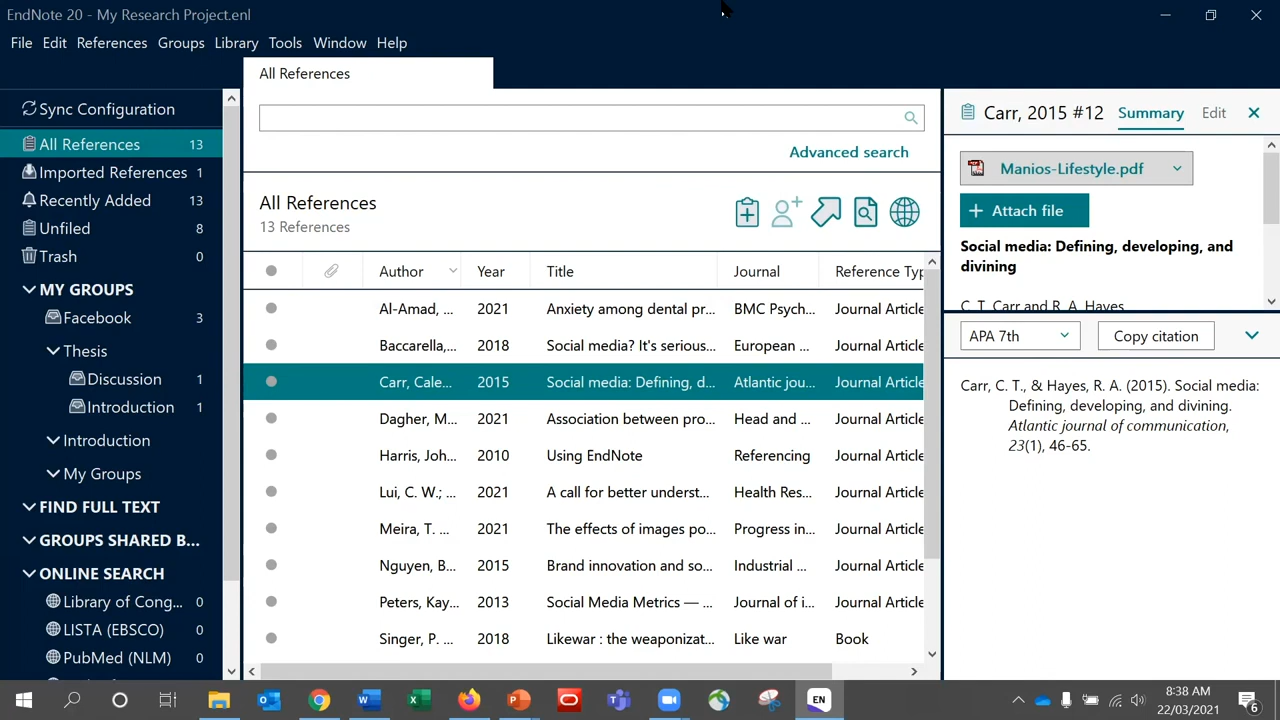 EndNote 20 - My Research Project.enl
File Edit References Groups Library Tools Window Help
All References
Sync Configuration
All References 13
Imported References 1
Recently Added 13
Unfiled 8
Trash 0
MY GROUPS
Facebook 3
Thesis
Discussion 1
Introduction 1
Introduction
My Groups
FIND FULL TEXT
GROUPS SHARED B...
ONLINE SEARCH
Library of Cong... 0
LISTA (EBSCO) 0
PubMed (NLM) 0
Advanced search
All References
13 References
Author Year Title Journal Reference Typ
Al-Amad, ... 2021 Anxiety among dental pr... BMC Psych... Journal Article
Baccarella,... 2018 Social media? It's serious... European ... Journal Article
Carr, Cale... 2015 Social media: Defining, d... Atlantic jou... Journal Article
Dagher, M... 2021 Association between pro... Head and ... Journal Article
Harris, Joh... 2010 Using EndNote Referencing Journal Article
Lui, C. W.; ... 2021 A call for better underst... Health Res... Journal Article
Meira, T. ... 2021 The effects of images po... Progress in... Journal Article
Nguyen, B... 2015 Brand innovation and so... Industrial ... Journal Article
Peters, Kay... 2013 Social Media Metrics — ... Journal of i... Journal Article
Singer, P. ... 2018 Likewar : the weaponizat... Like war Book
Carr, 2015 #12 Summary Edit
Manios-Lifestyle.pdf
+ Attach file
Social media: Defining, developing, and
divining
C. T. Carr and R. A. Hayes
APA 7th Copy citation
Carr, C. T., & Hayes, R. A. (2015). Social media:
Defining, developing, and divining.
Atlantic journal of communication,
23(1), 46-65.
EN
8:38 AM
22/03/2021
6